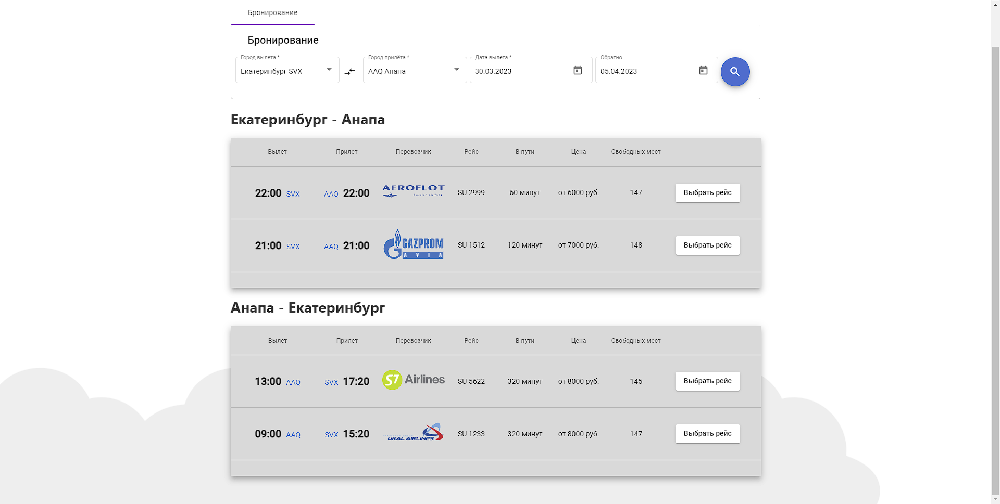 Бронирование
Бронирование
Город вылета * Город прилёта * Дата вылета * Обратно
Екатеринбург SVX AAQ Анапа 30.03.2023 05.04.2023
Екатеринбург - Анапа
Вылет Прилет Перевозчик Рейс В пути Цена Свободных мест
22:00 SVX AAQ 22:00 AEROFLOT Russian Airlines SU 2999 60 минут от 6000 руб. 147 Выбрать рейс
21:00 SVX AAQ 21:00 GAZPROM AVIA SU 1512 120 минут от 7000 руб. 148 Выбрать рейс
Анапа - Екатеринбург
Вылет Прилет Перевозчик Рейс В пути Цена Свободных мест
13:00 AAQ SVX 17:20 S7 Airlines SU 5622 320 минут от 8000 руб. 145 Выбрать рейс
09:00 AAQ SVX 15:20 URAL AIRLINES SU 1233 320 минут от 8000 руб. 147 Выбрать рейс